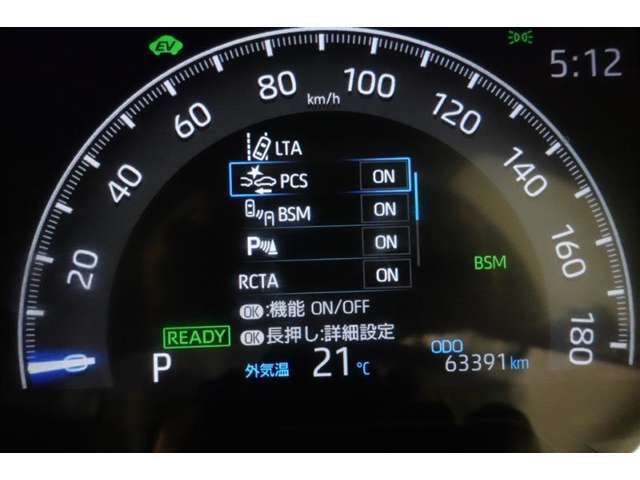 EV
5:12
0
20
40
60
80
100
120
140
160
180
km/h
LTA
PCS ON
BSM ON
P ON
RCTA ON
OK:機能 ON/OFF
OK長押し:詳細設定
BSM
READY
P
外気温 21℃
ODO
63391km